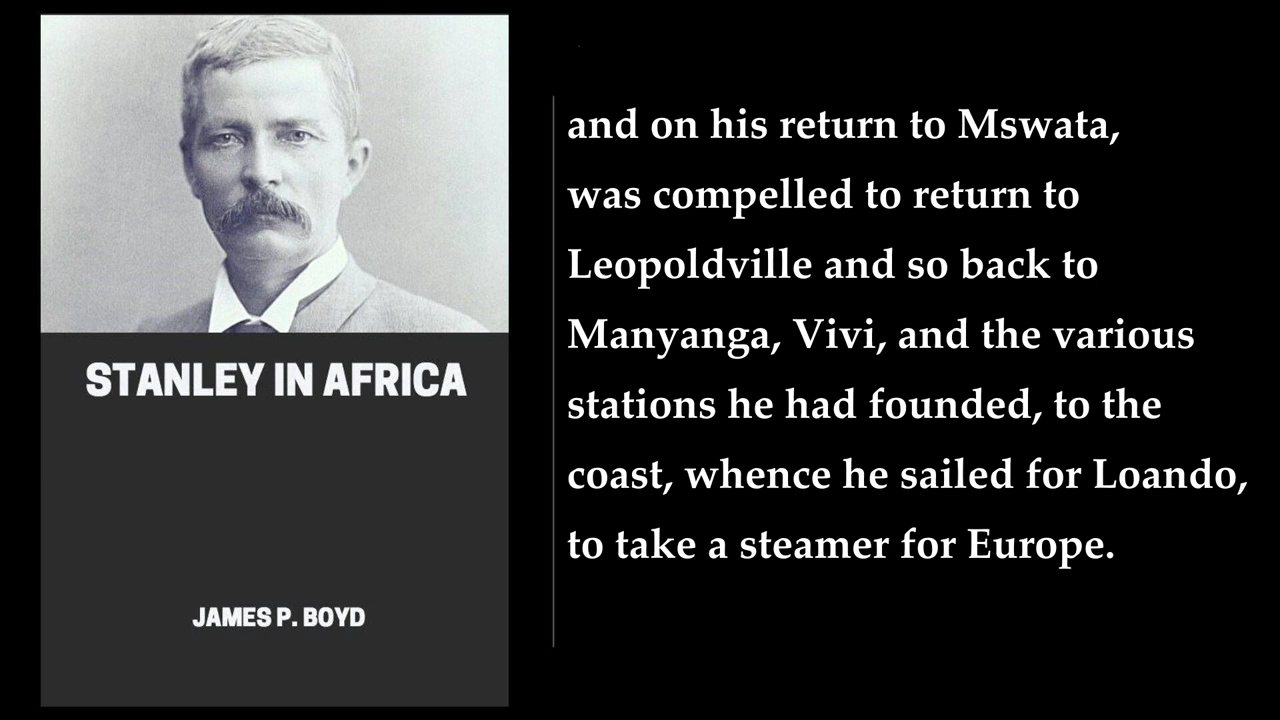 STANLEY IN AFRICA
JAMES P. BOYD
and on his return to Mswata,
was compelled to return to
Leopoldville and so back to
Manyanga, Vivi, and the various
stations he had founded, to the
coast, whence he sailed for Loando,
to take a steamer for Europe.